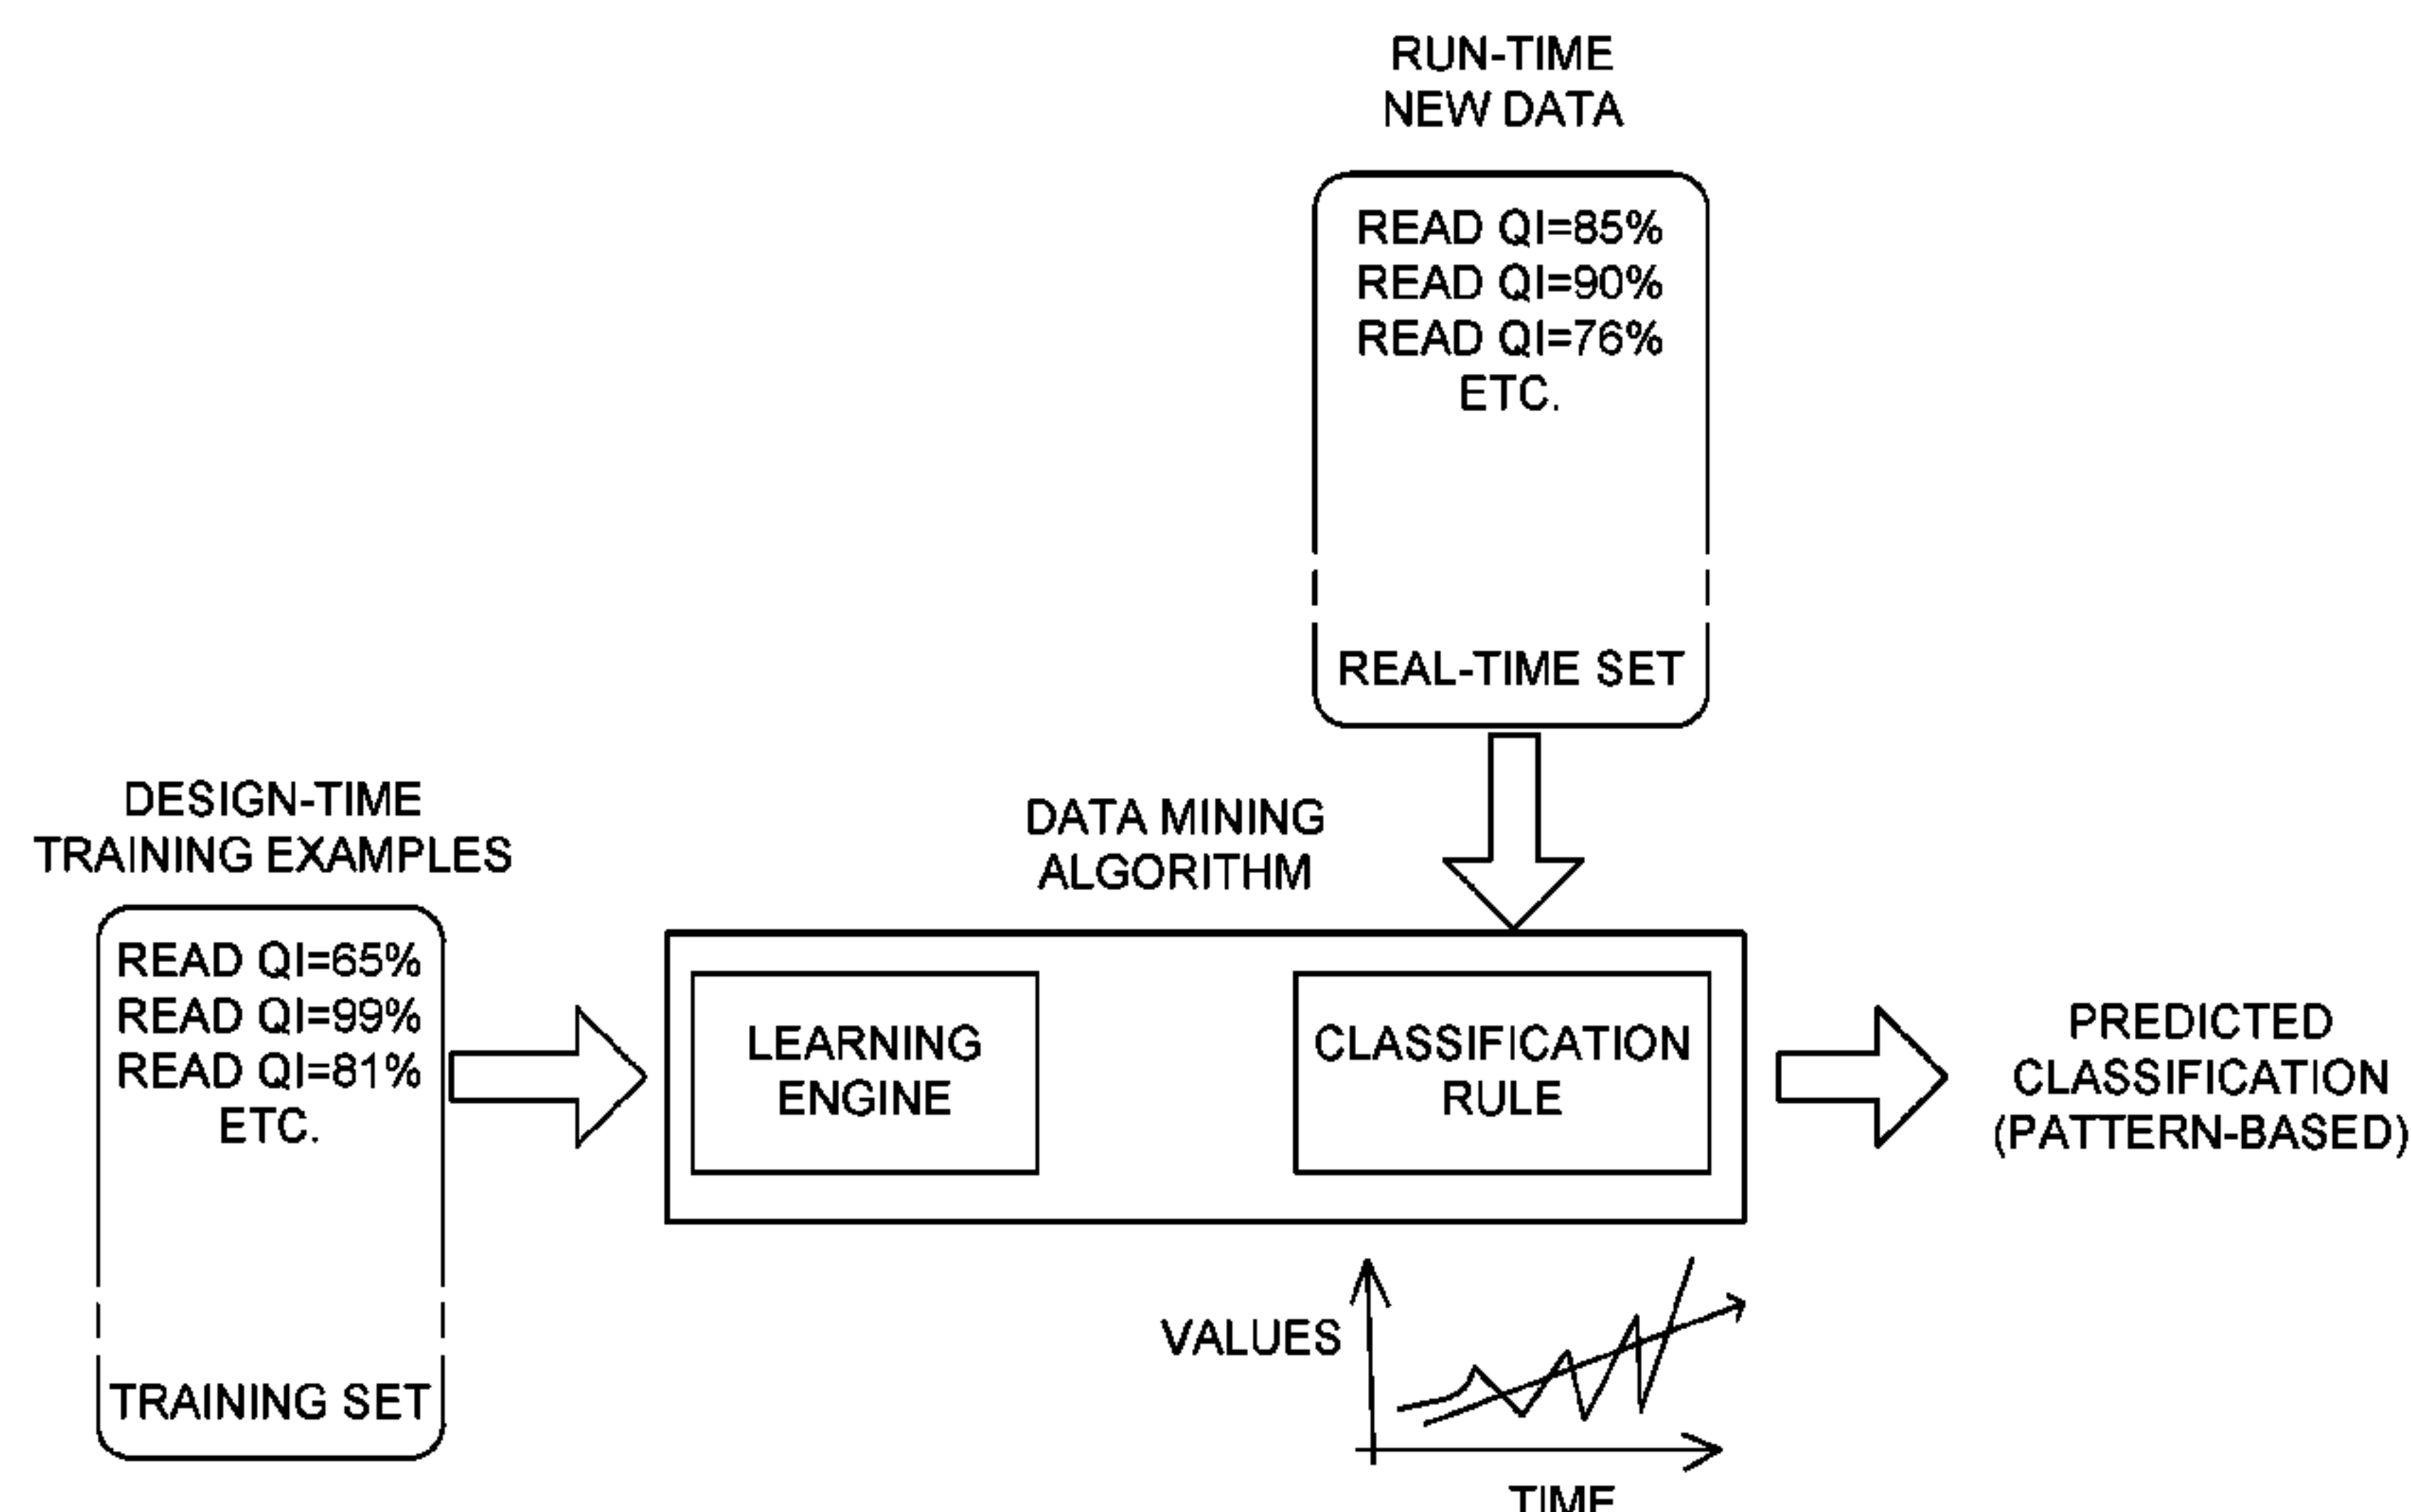 RUN-TIME
NEW DATA
READ QI=85%
READ QI=90%
READ QI=76%
ETC.
REAL-TIME SET
DESIGN-TIME
TRAINING EXAMPLES
READ QI=65%
READ QI=99%
READ QI=81%
ETC.
TRAINING SET
DATA MINING
ALGORITHM
LEARNING
ENGINE
CLASSIFICATION
RULE
PREDICTED
CLASSIFICATION
(PATTERN-BASED)
VALUES
TIME